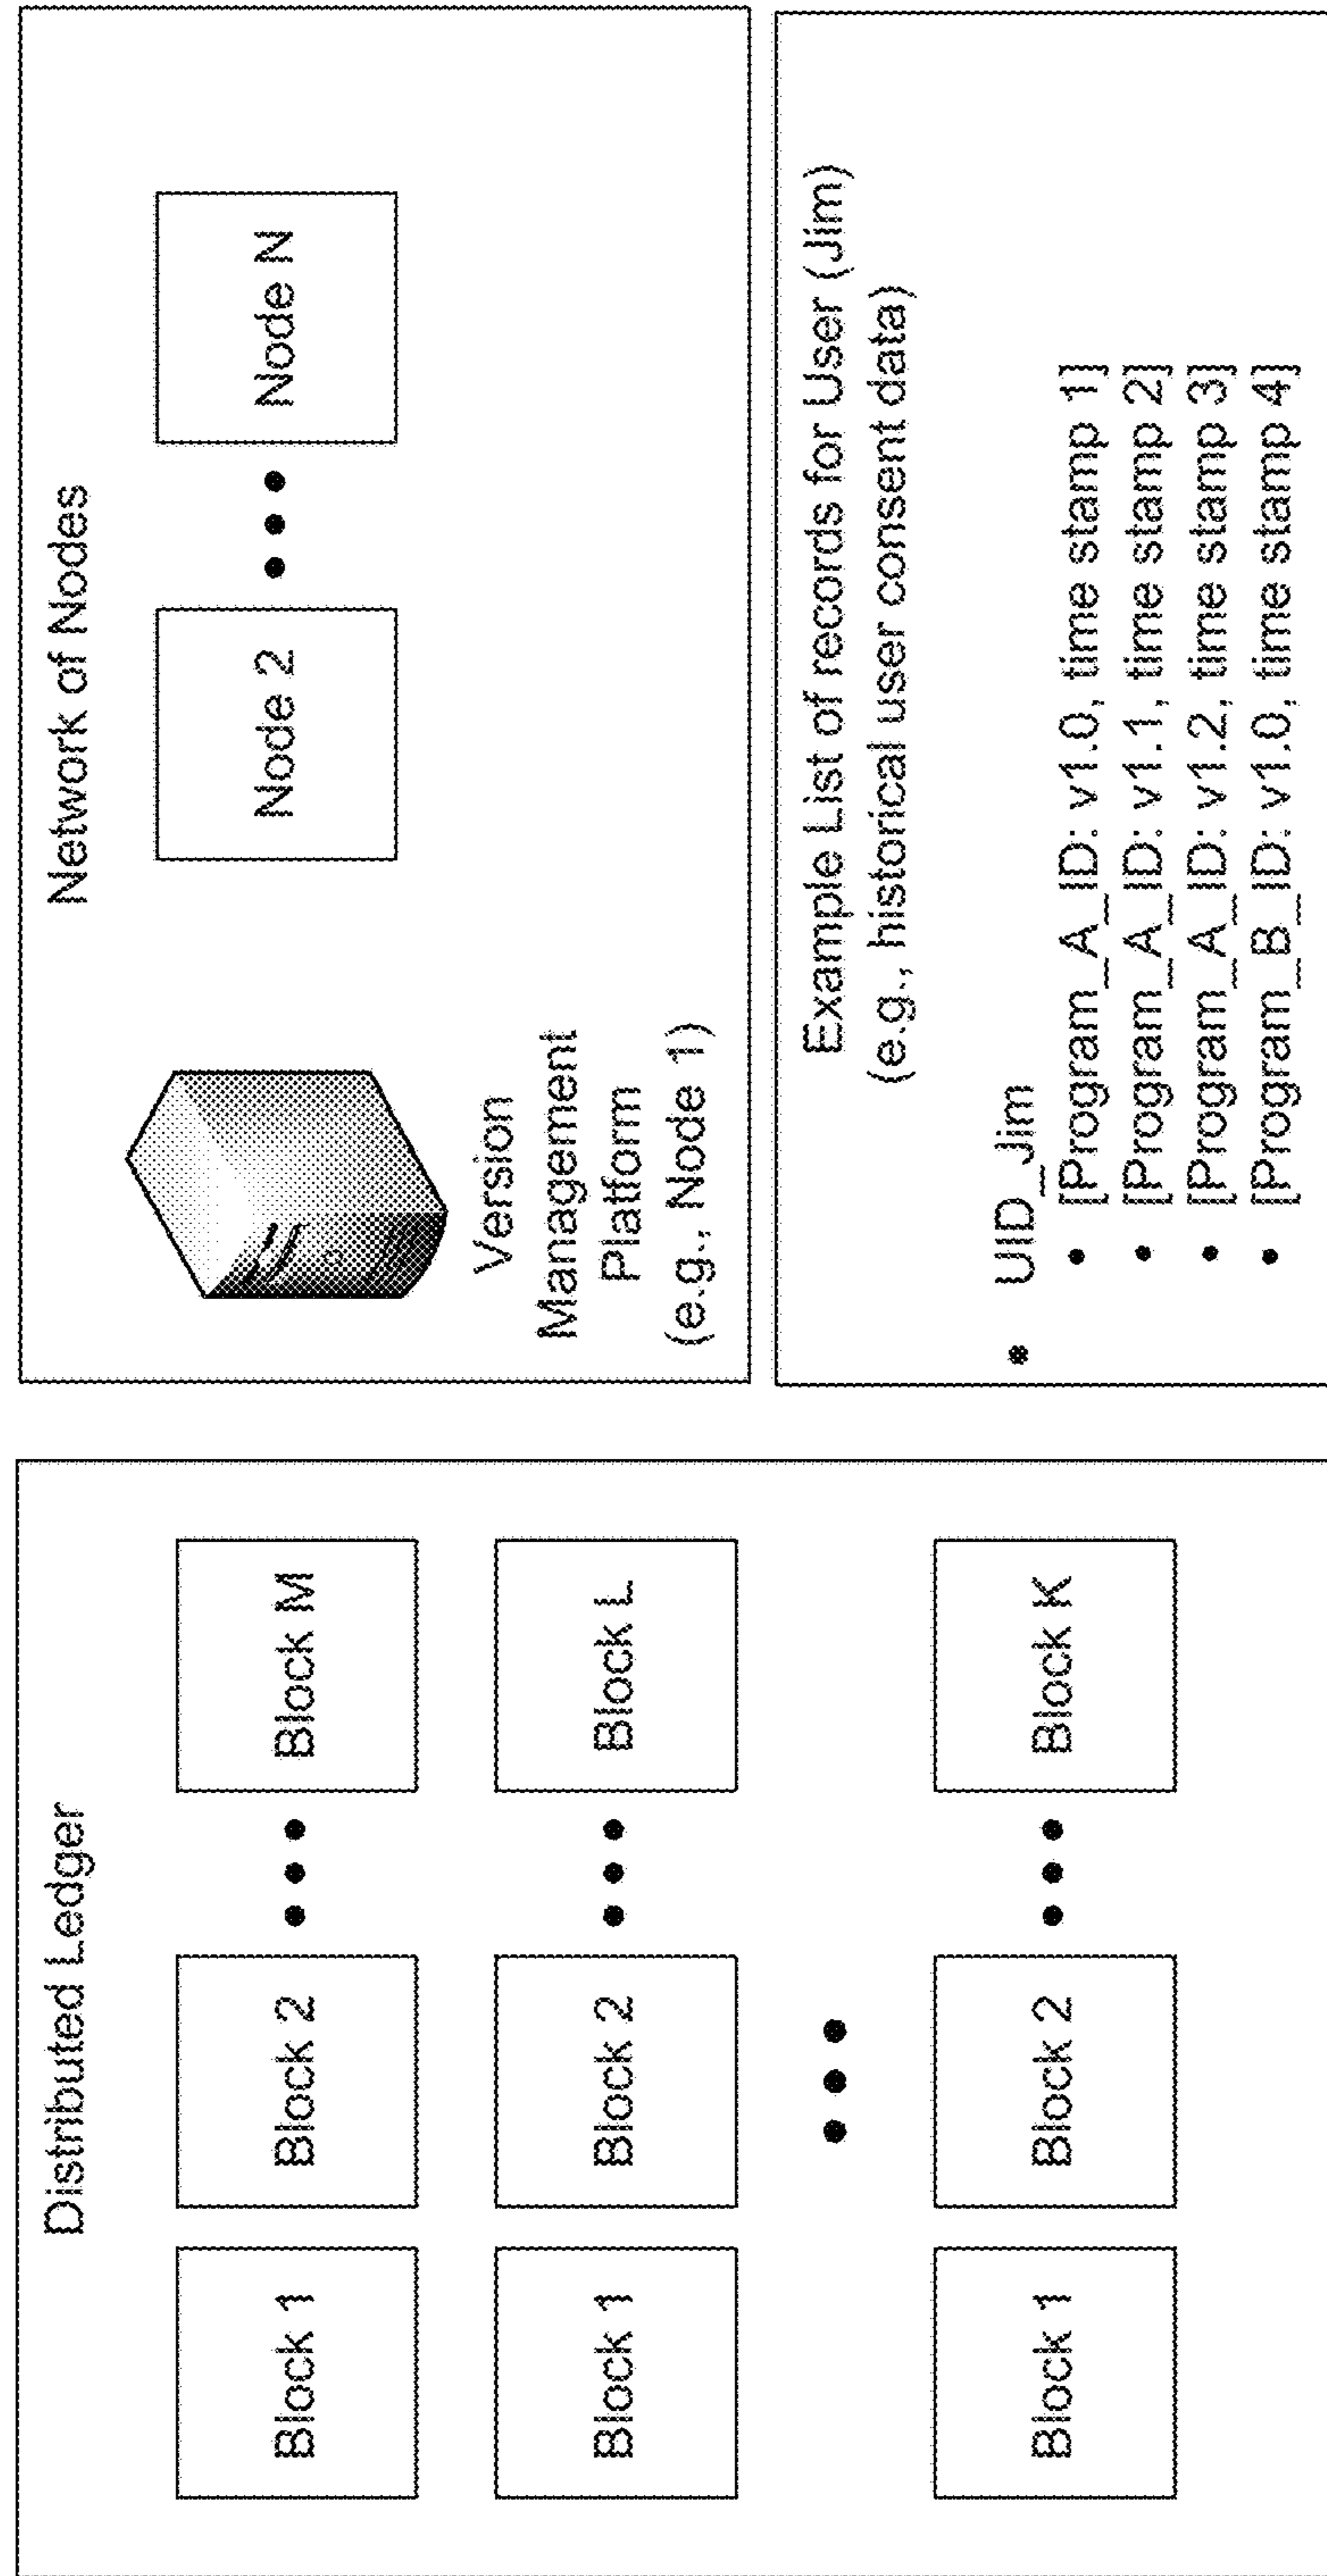 Distributed Ledger
Block 1
Block 2
• • •
Block M
Block 1
Block 2
• • •
Block L
• • •
Block 1
Block 2
• • •
Block K
Network of Nodes
Version
Management
Platform
(e.g., Node 1)
Node 2
• • •
Node N
Example List of records for User (Jim)
(e.g., historical user consent data)
• UID_Jim
• [Program_A_ID: v1.0, time stamp 1]
• [Program_A_ID: v1.1, time stamp 2]
• [Program_A_ID: v1.2, time stamp 3]
• [Program_B_ID: v1.0, time stamp 4]